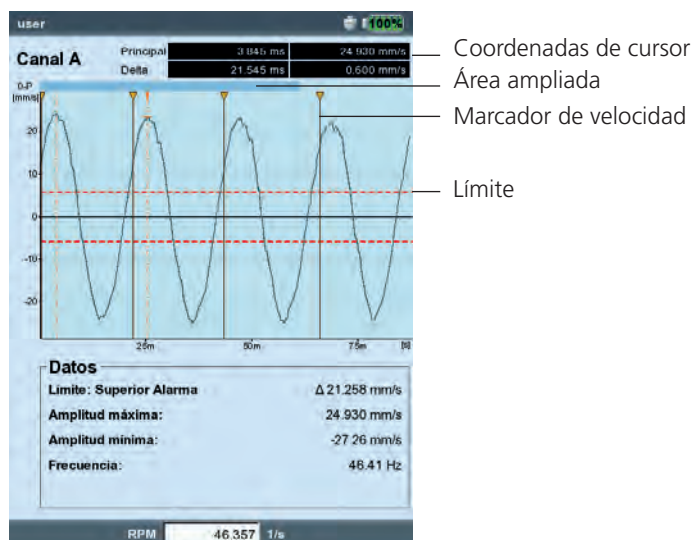 user 100%
Canal A
Principal 3.845 ms 24.930 mm/s
Delta 21.545 ms 0.600 mm/s
Coordenadas de cursor
Área ampliada
Marcador de velocidad
Límite
0-P
[mm/s]
20
10
0
-10
-20
25m 50m 75m [s]
Datos
Límite: Superior Alarma Δ 21.258 mm/s
Amplitud máxima: 24.930 mm/s
Amplitud mínima: -27.26 mm/s
Frecuencia: 46.41 Hz
RPM 46.357 1/s